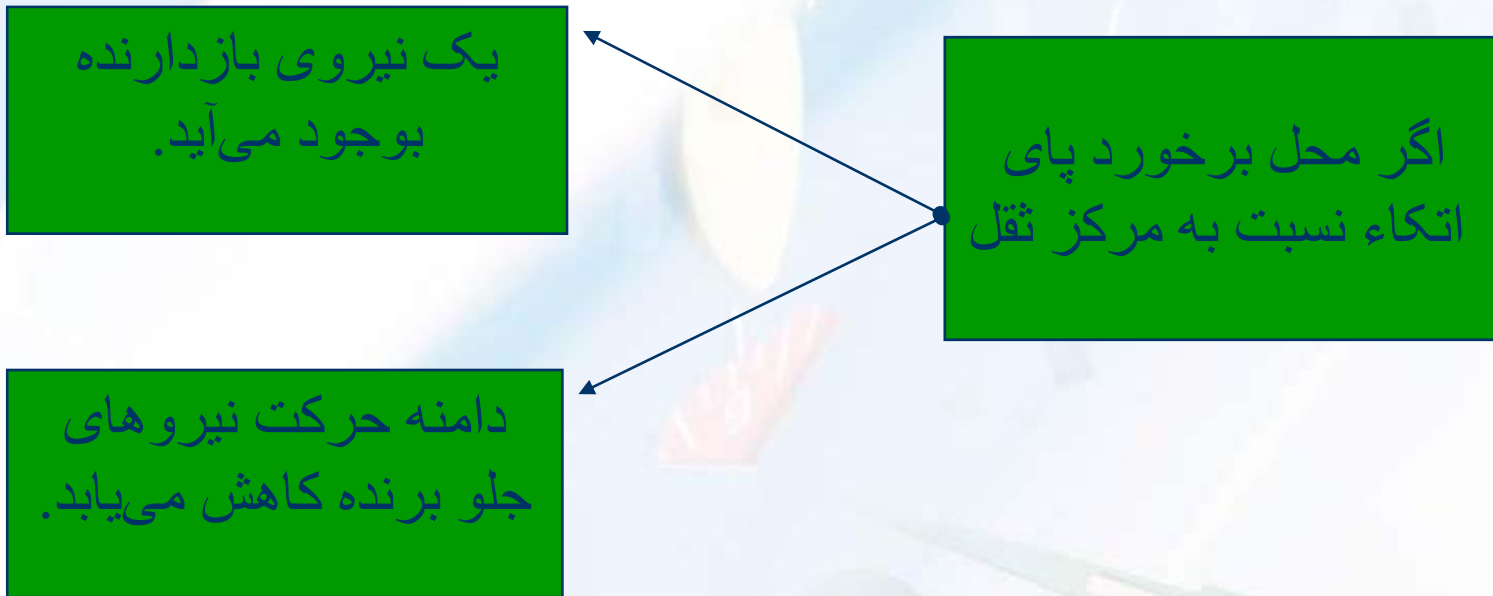 اگر محل برخورد پای
اتکاء نسبت به مرکز ثقل
یک نیروی بازدارنده
بوجود می‌آید.
دامنه حرکت نیروهای
جلو برنده کاهش می‌یابد.